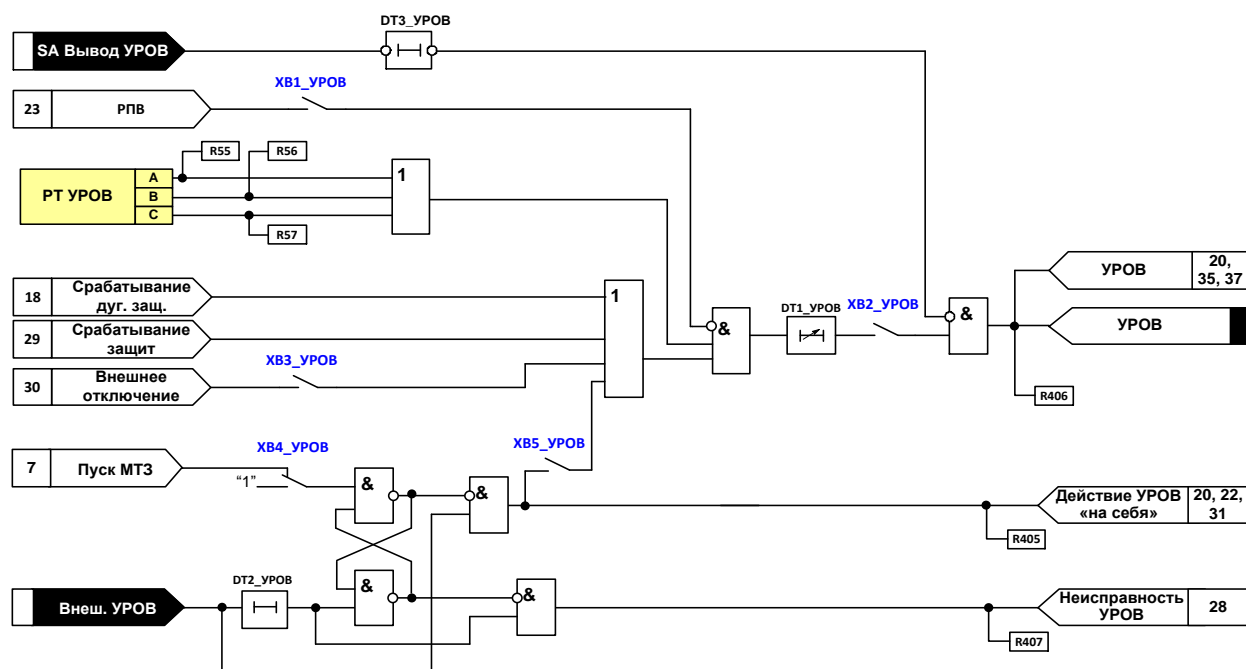 DT3_УРОВ
SA Вывод УРОВ
XB1_УРОВ
23
РПВ
R55
R56
РТ УРОВ
A
B
C
1
R57
18
Срабатывание
дуг. защ.
1
29
Срабатывание
защит
30
Внешнее
отключение
XB3_УРОВ
&
DT1_УРОВ
XB2_УРОВ
&
УРОВ
20,
35, 37
УРОВ
R406
7
Пуск МТЗ
XB4_УРОВ
"1"
&
&
XB5_УРОВ
Действие УРОВ
«на себя»
20, 22,
31
R405
Внеш. УРОВ
DT2_УРОВ
&
&
Неисправность
УРОВ
28
R407